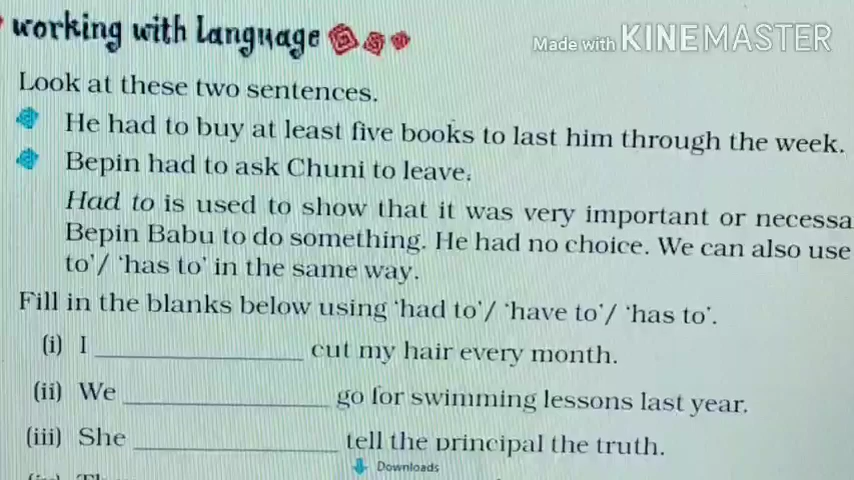 working with language
Made with KINEMASTER
Look at these two sentences.
He had to buy at least five books to last him through the week.
Bepin had to ask Chuni to leave.
Had to is used to show that it was very important or
Bepin Babu to do something. He had no choice. We can also use
to'/ 'has to' in the same way.
Fill in the blanks below using 'had to'/ 'have to'/ 'has to'.
(i) I ____________ cut my hair every month.
(ii) We ____________ go for swimming lessons last year.
(iii) She ____________ tell the principal the truth.
Downloads